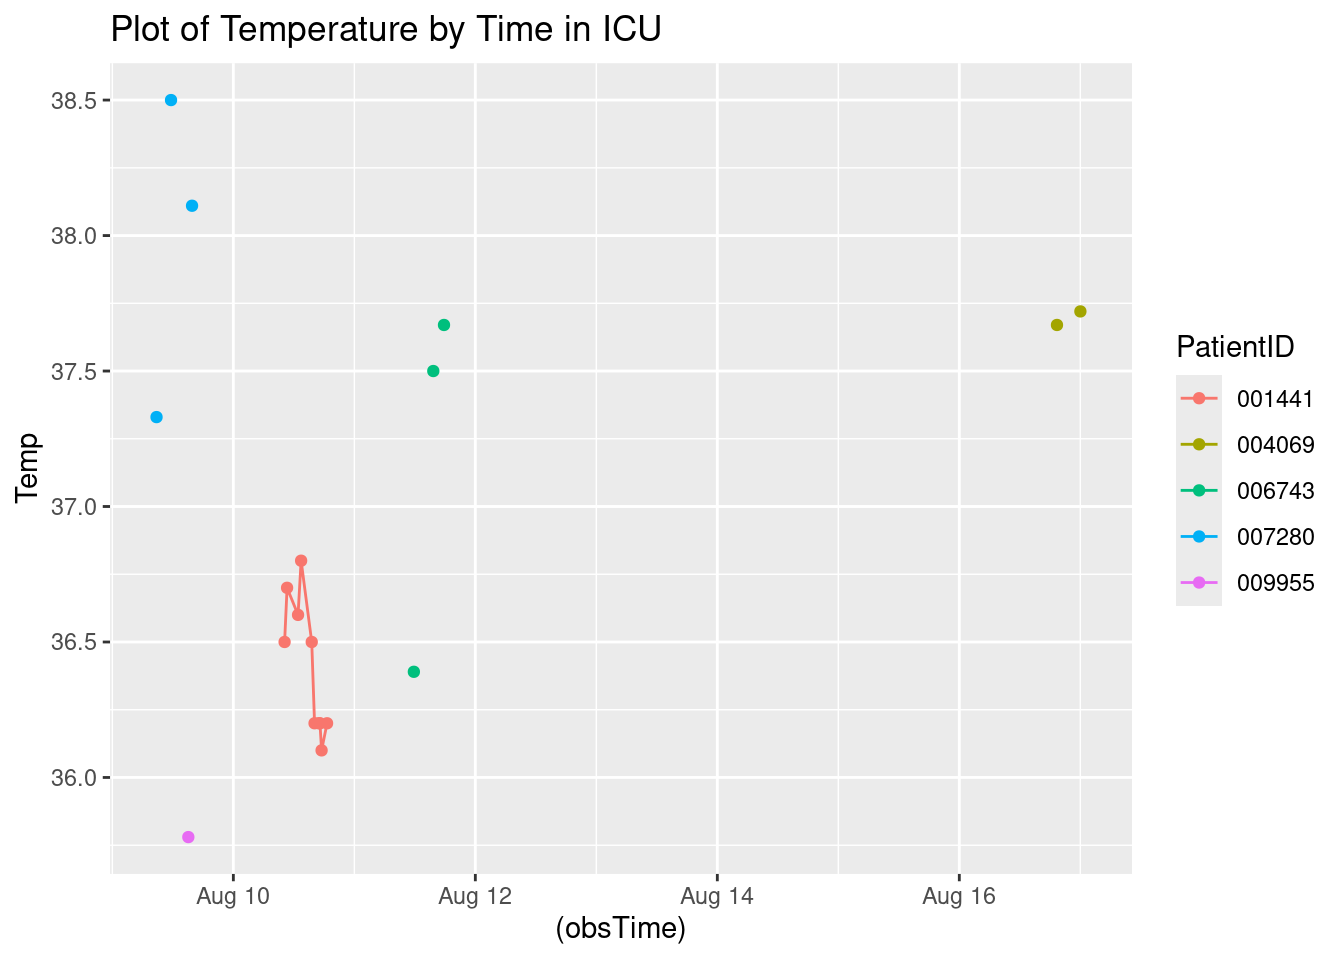 Plot of Temperature by Time in ICU
38.5
38.0
37.5
37.0
36.5
36.0
Temp
Aug 10
Aug 12
Aug 14
Aug 16
(obsTime)
PatientID
001441
004069
006743
007280
009955